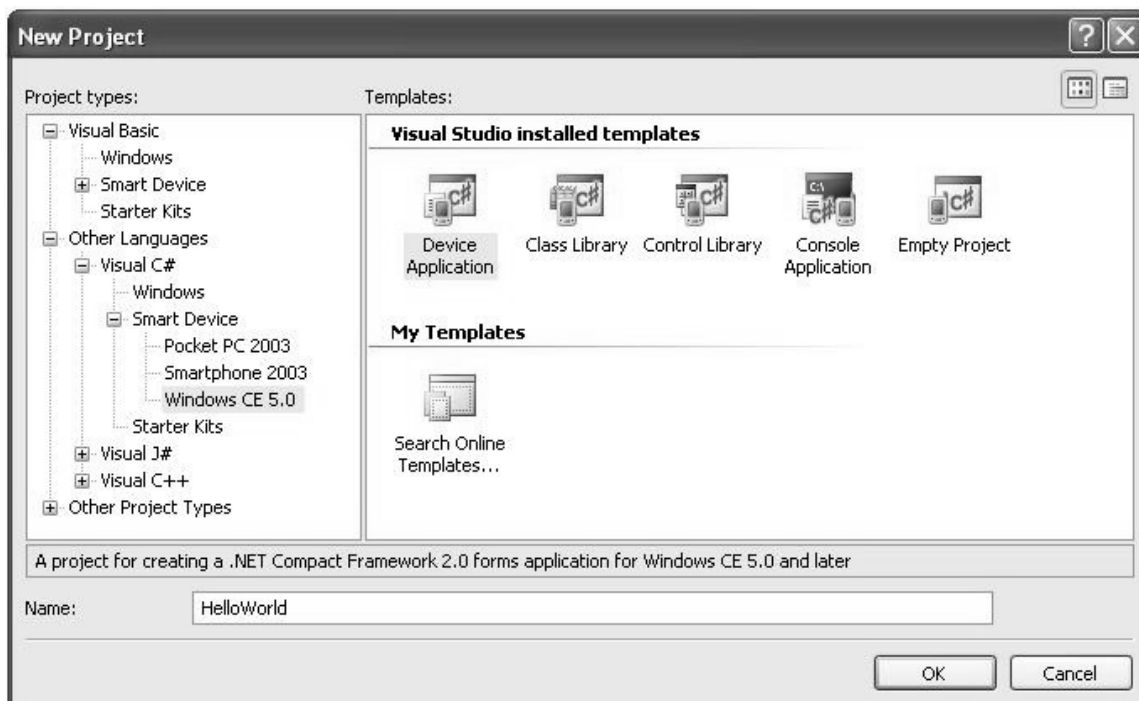 New Project
Project types:
Templates:
Visual Basic
Windows
Smart Device
Starter Kits
Other Languages
Visual C#
Windows
Smart Device
Pocket PC 2003
Smartphone 2003
Windows CE 5.0
Starter Kits
Visual J#
Visual C++
Other Project Types
Visual Studio installed templates
Device
Application
Class Library
Control Library
Console
Application
Empty Project
My Templates
Search Online
Templates...
A project for creating a .NET Compact Framework 2.0 forms application for Windows CE 5.0 and later
Name:
HelloWorld
OK
Cancel